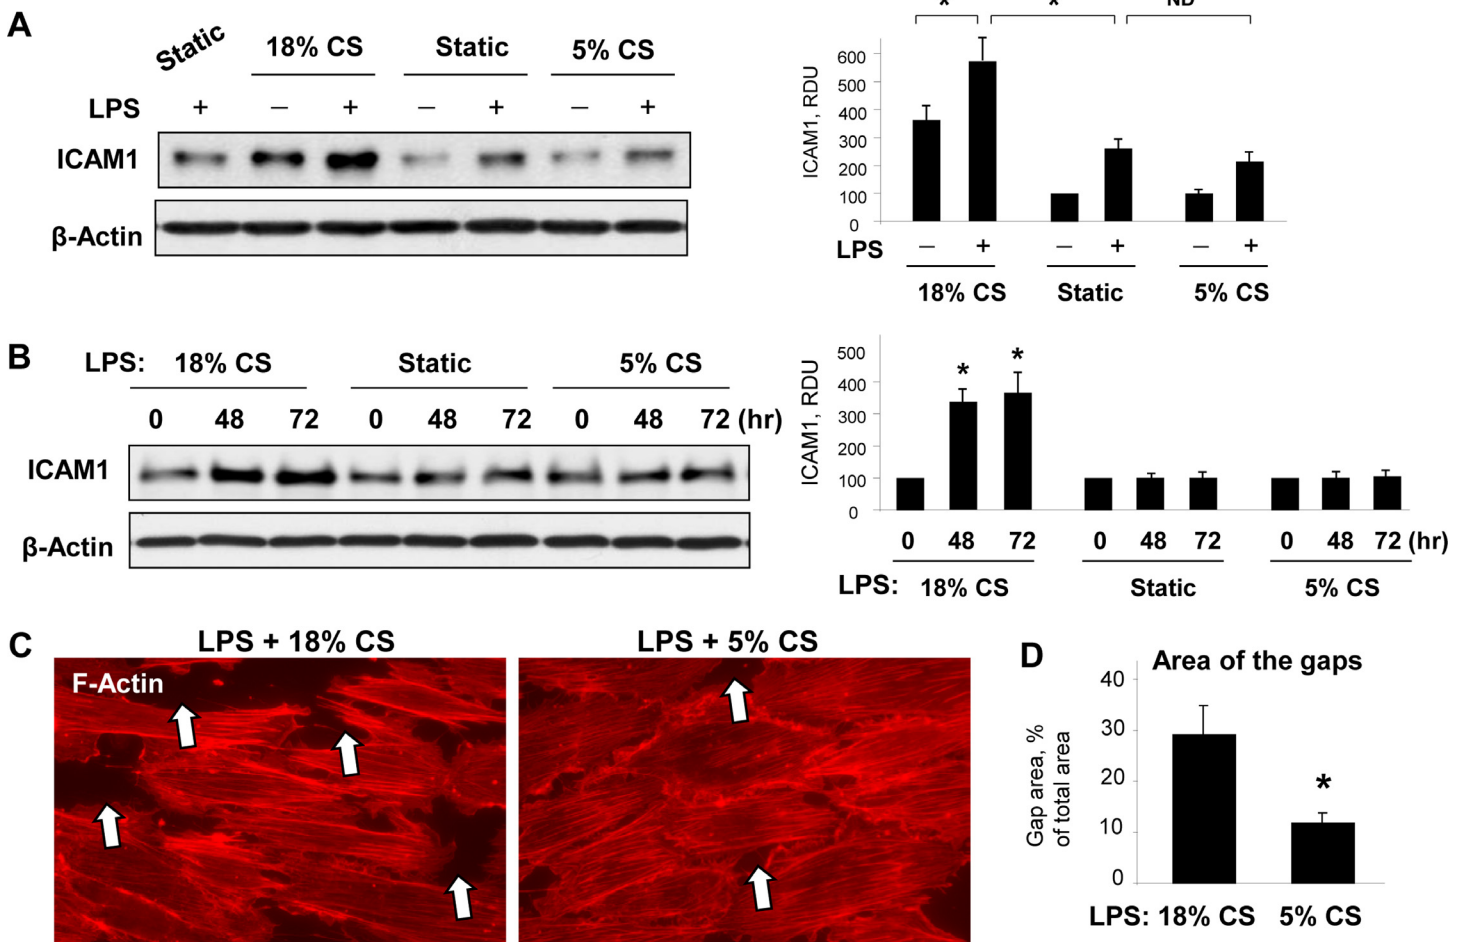 A
Static 18% CS Static 5% CS
LPS + – + – + – +
ICAM1
β-Actin
* * ND
ICAM1, RDU
600
500
400
300
200
100
0
LPS – + – + – +
18% CS Static 5% CS
B
LPS: 18% CS Static 5% CS
0 48 72 0 48 72 0 48 72 (hr)
ICAM1
β-Actin
ICAM1, RDU
500
400
300
200
100
0
* *
0 48 72 0 48 72 0 48 72 (hr)
LPS: 18% CS Static 5% CS
C
LPS + 18% CS LPS + 5% CS
F-Actin
D
Area of the gaps
Gap area, %
of total area
40
30
20
10
0
*
LPS: 18% CS 5% CS